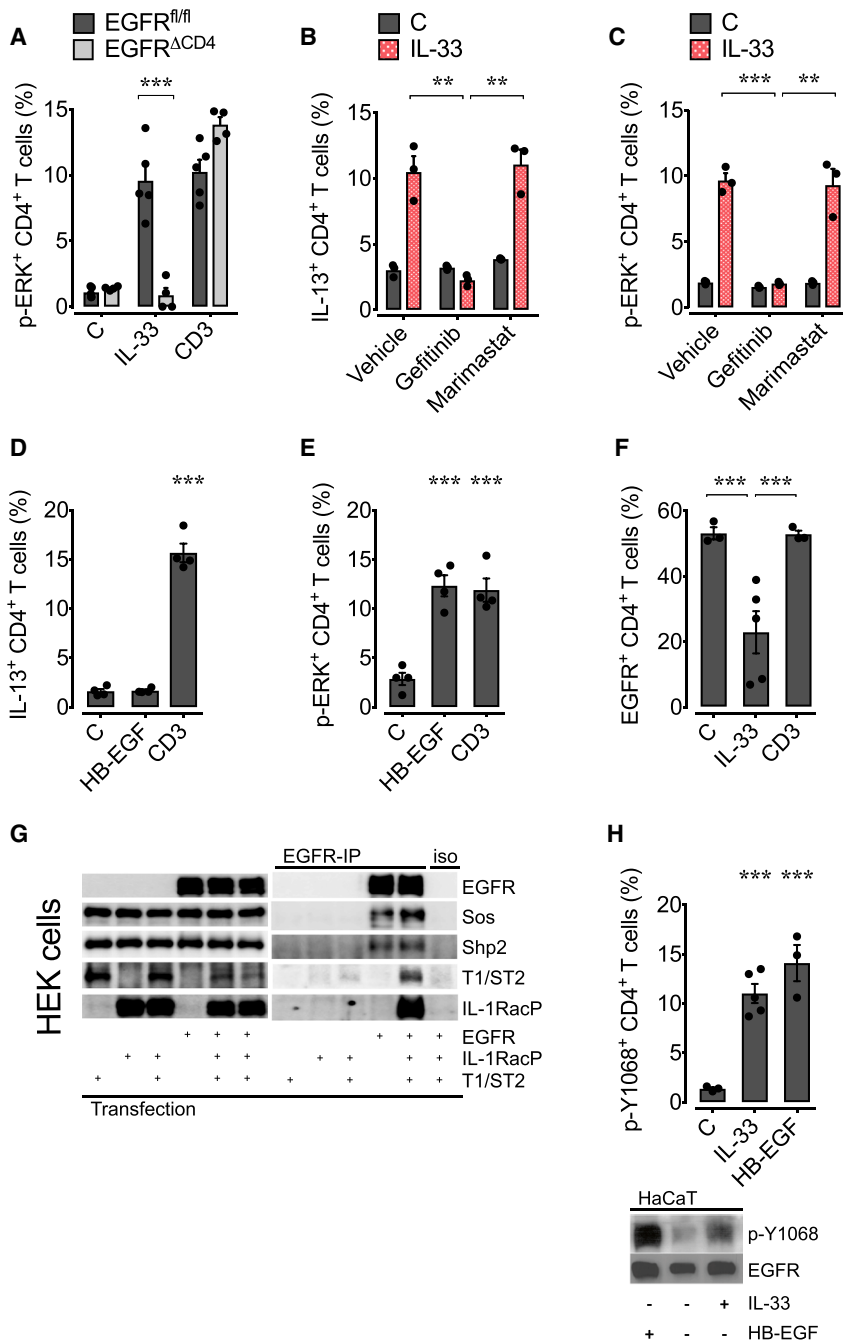 A
EGFRfl/fl
EGFRΔCD4
***
p-ERK+ CD4+ T cells (%)
15
10
5
0
C
IL-33
CD3
B
C
IL-33
** **
IL-13+ CD4+ T cells (%)
15
10
5
0
Vehicle
Gefitinib
Marimastat
C
C
IL-33
*** **
p-ERK+ CD4+ T cells (%)
15
10
5
0
Vehicle
Gefitinib
Marimastat
D
***
IL-13+ CD4+ T cells (%)
20
15
10
5
0
C
HB-EGF
CD3
E
*** ***
p-ERK+ CD4+ T cells (%)
20
15
10
5
0
C
HB-EGF
CD3
F
*** ***
EGFR+ CD4+ T cells (%)
60
40
20
0
C
IL-33
CD3
G
HEK cells
EGFR-IP iso
EGFR
Sos
Shp2
T1/ST2
IL-1RacP
+ + + + + + EGFR
+ + + + + + + + IL-1RacP
+ + + + + + + + T1/ST2
Transfection
H
*** ***
p-Y1068+ CD4+ T cells (%)
20
15
10
5
0
C
IL-33
HB-EGF
HaCaT
p-Y1068
EGFR
- - + IL-33
+ - - HB-EGF